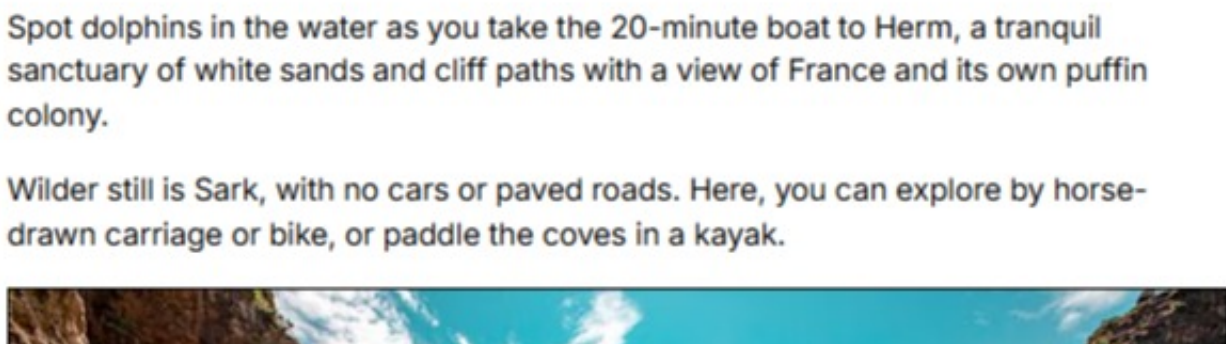 Spot dolphins in the water as you take the 20-minute boat to Herm, a tranquil
sanctuary of white sands and cliff paths with a view of France and its own puffin
colony.
Wilder still is Sark, with no cars or paved roads. Here, you can explore by horse-
drawn carriage or bike, or paddle the coves in a kayak.